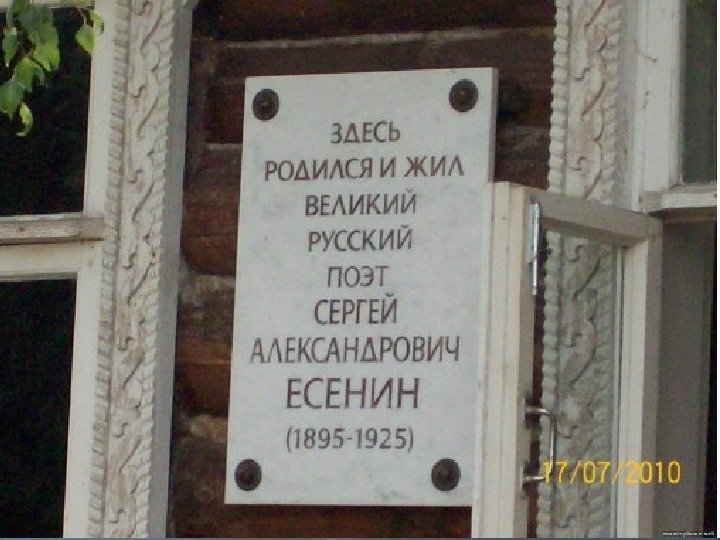 ЗДЕСЬ
РОДИЛСЯ И ЖИЛ
ВЕЛИКИЙ
РУССКИЙ
ПОЭТ
СЕРГЕЙ
АЛЕКСАНДРОВИЧ
ЕСЕНИН
(1895-1925)
17/07/2010